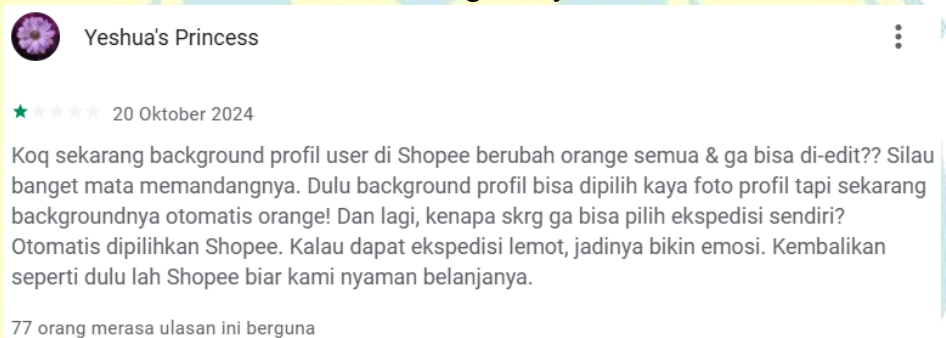 Yeshua's Princess
20 Oktober 2024
Koq sekarang background profil user di Shopee berubah orange semua & ga bisa di-edit?? Silau
banget mata memandangnya. Dulu background profil bisa dipilih kaya foto profil tapi sekarang
backgroundnya otomatis orange! Dan lagi, kenapa skrg ga bisa pilih ekspedisi sendiri?
Otomatis dipilihkan Shopee. Kalau dapat ekspedisi lemot, jadinya bikin emosi. Kembalikan
seperti dulu lah Shopee biar kami nyaman belanjanya.
77 orang merasa ulasan ini berguna